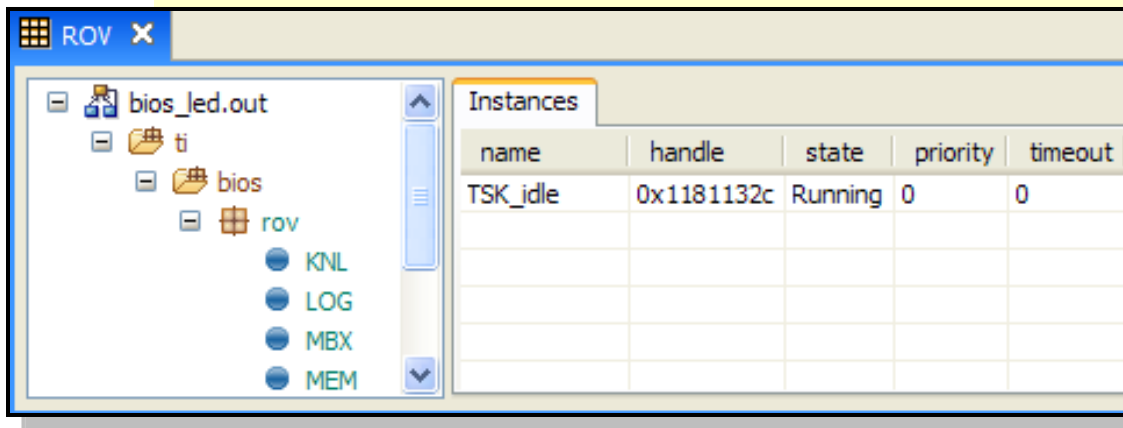 ROV
bios_led.out
ti
bios
rov
KNL
LOG
MBX
MEM
Instances
name handle state priority timeout
TSK_idle 0x1181132c Running 0 0